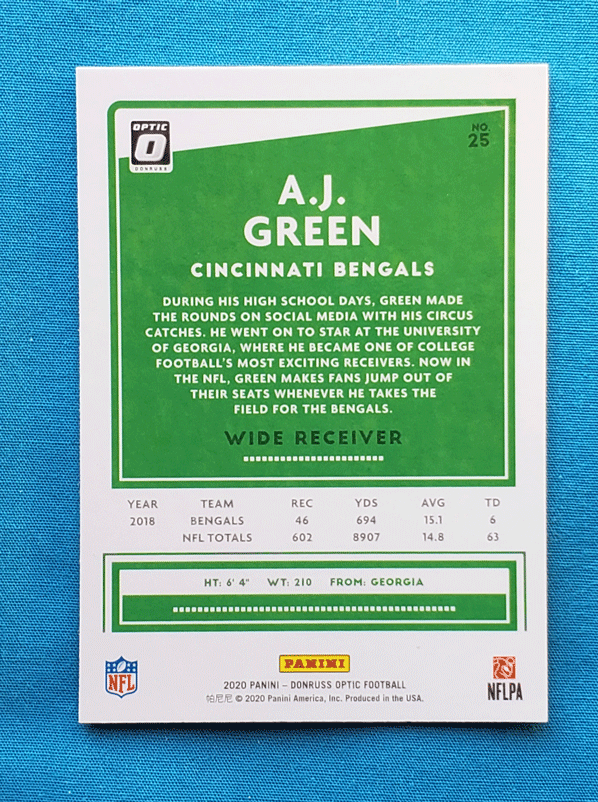 OPTIC
O
DONRUSS
NO.
25
A.J.
GREEN
CINCINNATI BENGALS
DURING HIS HIGH SCHOOL DAYS, GREEN MADE
THE ROUNDS ON SOCIAL MEDIA WITH HIS CIRCUS
CATCHES. HE WENT ON TO STAR AT THE UNIVERSITY
OF GEORGIA, WHERE HE BECAME ONE OF COLLEGE
FOOTBALL'S MOST EXCITING RECEIVERS. NOW IN
THE NFL, GREEN MAKES FANS JUMP OUT OF
THEIR SEATS WHENEVER HE TAKES THE
FIELD FOR THE BENGALS.
WIDE RECEIVER
YEAR TEAM REC YDS AVG TD
2018 BENGALS 46 694 15.1 6
NFL TOTALS 602 8907 14.8 63
HT: 6' 4" WT: 210 FROM: GEORGIA
NFL
PANINI
NFLPA
2020 PANINI – DONRUSS OPTIC FOOTBALL
帕尼尼 © 2020 Panini America, Inc. Produced in the USA.